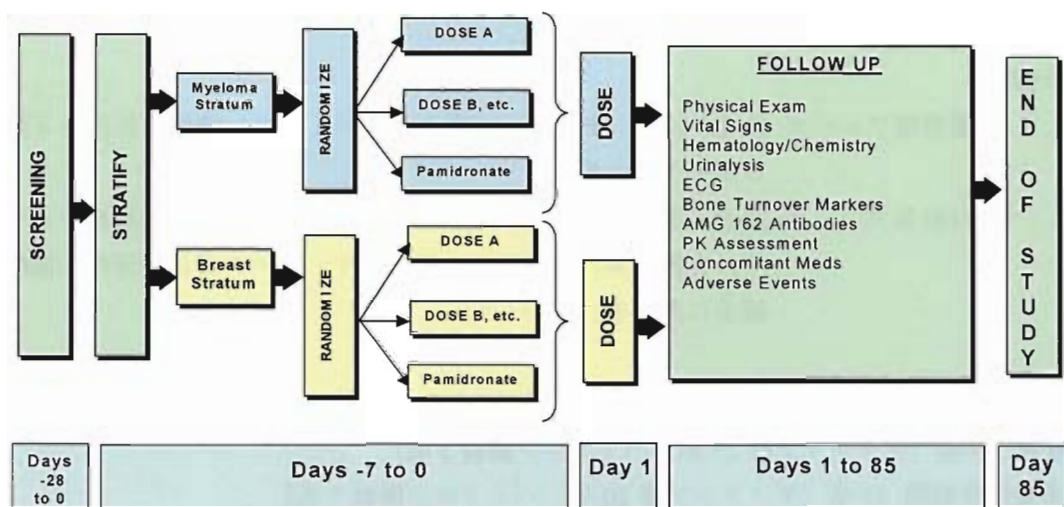 SCREENING
STRATIFY
Myeloma
Stratum
RANDOMIZE
DOSE A
DOSE B, etc.
Pamidronate
DOSE
Breast
Stratum
RANDOMIZE
DOSE A
DOSE B, etc.
Pamidronate
DOSE
FOLLOW UP
Physical Exam
Vital Signs
Hematology/Chemistry
Urinalysis
ECG
Bone Turnover Markers
AMG 162 Antibodies
PK Assessment
Concomitant Meds
Adverse Events
END OF STUDY
Days
-28
to 0
Days -7 to 0
Day 1
Days 1 to 85
Day
85